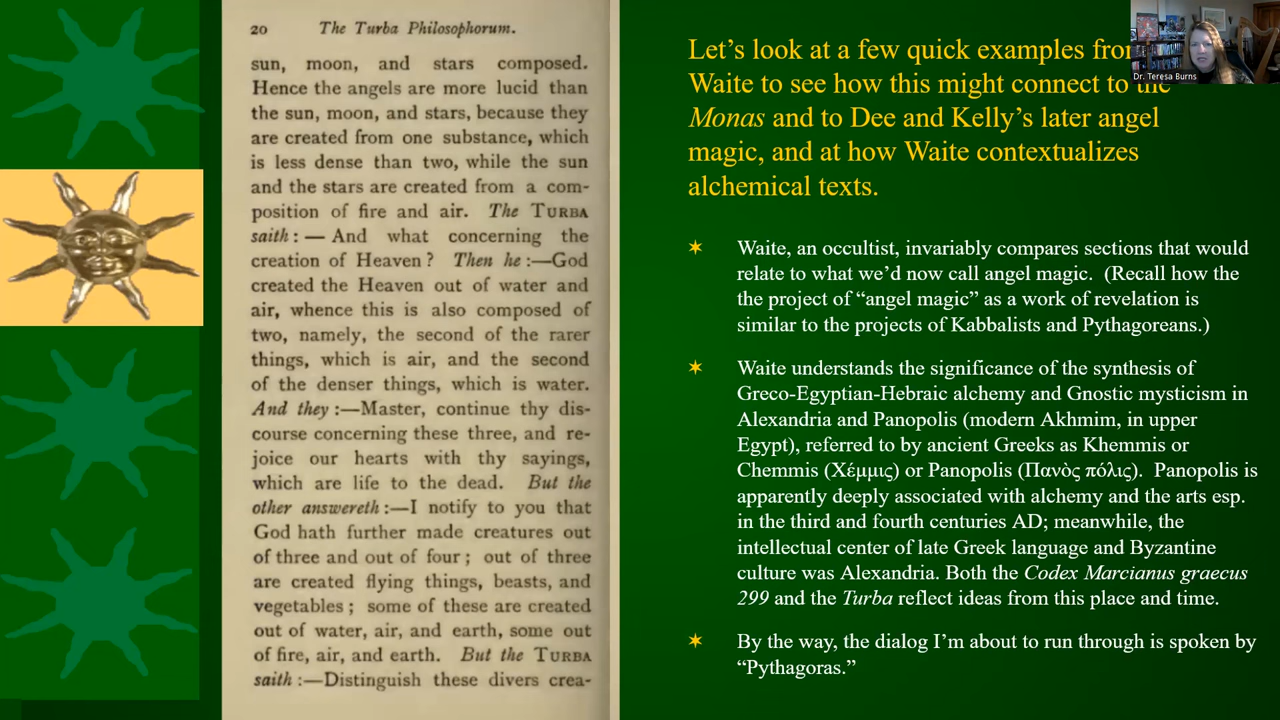 20 The Turba Philosophorum.
sun, moon, and stars composed.
Hence the angels are more lucid than
the sun, moon, and stars, because they
are created from one substance, which
is less dense than two, while the sun
and the stars are created from a com-
position of fire and air. The TURBA
saith : — And what concerning the
creation of Heaven ? Then he :—God
created the Heaven out of water and
air, whence this is also composed of
two, namely, the second of the rarer
things, which is air, and the second
of the denser things, which is water.
And they :—Master, continue thy dis-
course concerning these three, and re-
joice our hearts with thy sayings,
which are life to the dead. But the
other answereth :—I notify to you that
God hath further made creatures out
of three and out of four ; out of three
are created flying things, beasts, and
vegetables ; some of these are created
out of water, air, and earth, some out
of fire, air, and earth. But the TURBA
saith :—Distinguish these divers crea-
Let's look at a few quick examples
Waite to see how this might connect to the
Monas and to Dee and Kelly's later angel
magic, and at how Waite contextualizes
alchemical texts.
Waite, an occultist, invariably compares sections that would
relate to what we'd now call angel magic. (Recall how the
the project of “angel magic” as a work of revelation is
similar to the projects of Kabbalists and Pythagoreans.)
Waite understands the significance of the synthesis of
Greco-Egyptian-Hebraic alchemy and Gnostic mysticism in
Alexandria and Panopolis (modern Akhmim, in upper
Egypt), referred to by ancient Greeks as Khemmis or
Chemmis (Χέμμις) or Panopolis (Πανὸς πόλις). Panopolis is
apparently deeply associated with alchemy and the arts esp.
in the third and fourth centuries AD; meanwhile, the
intellectual center of late Greek language and Byzantine
culture was Alexandria. Both the Codex Marcianus graecus
299 and the Turba reflect ideas from this place and time.
By the way, the dialog I'm about to run through is spoken by
“Pythagoras.”
Dr. Teresa Burns